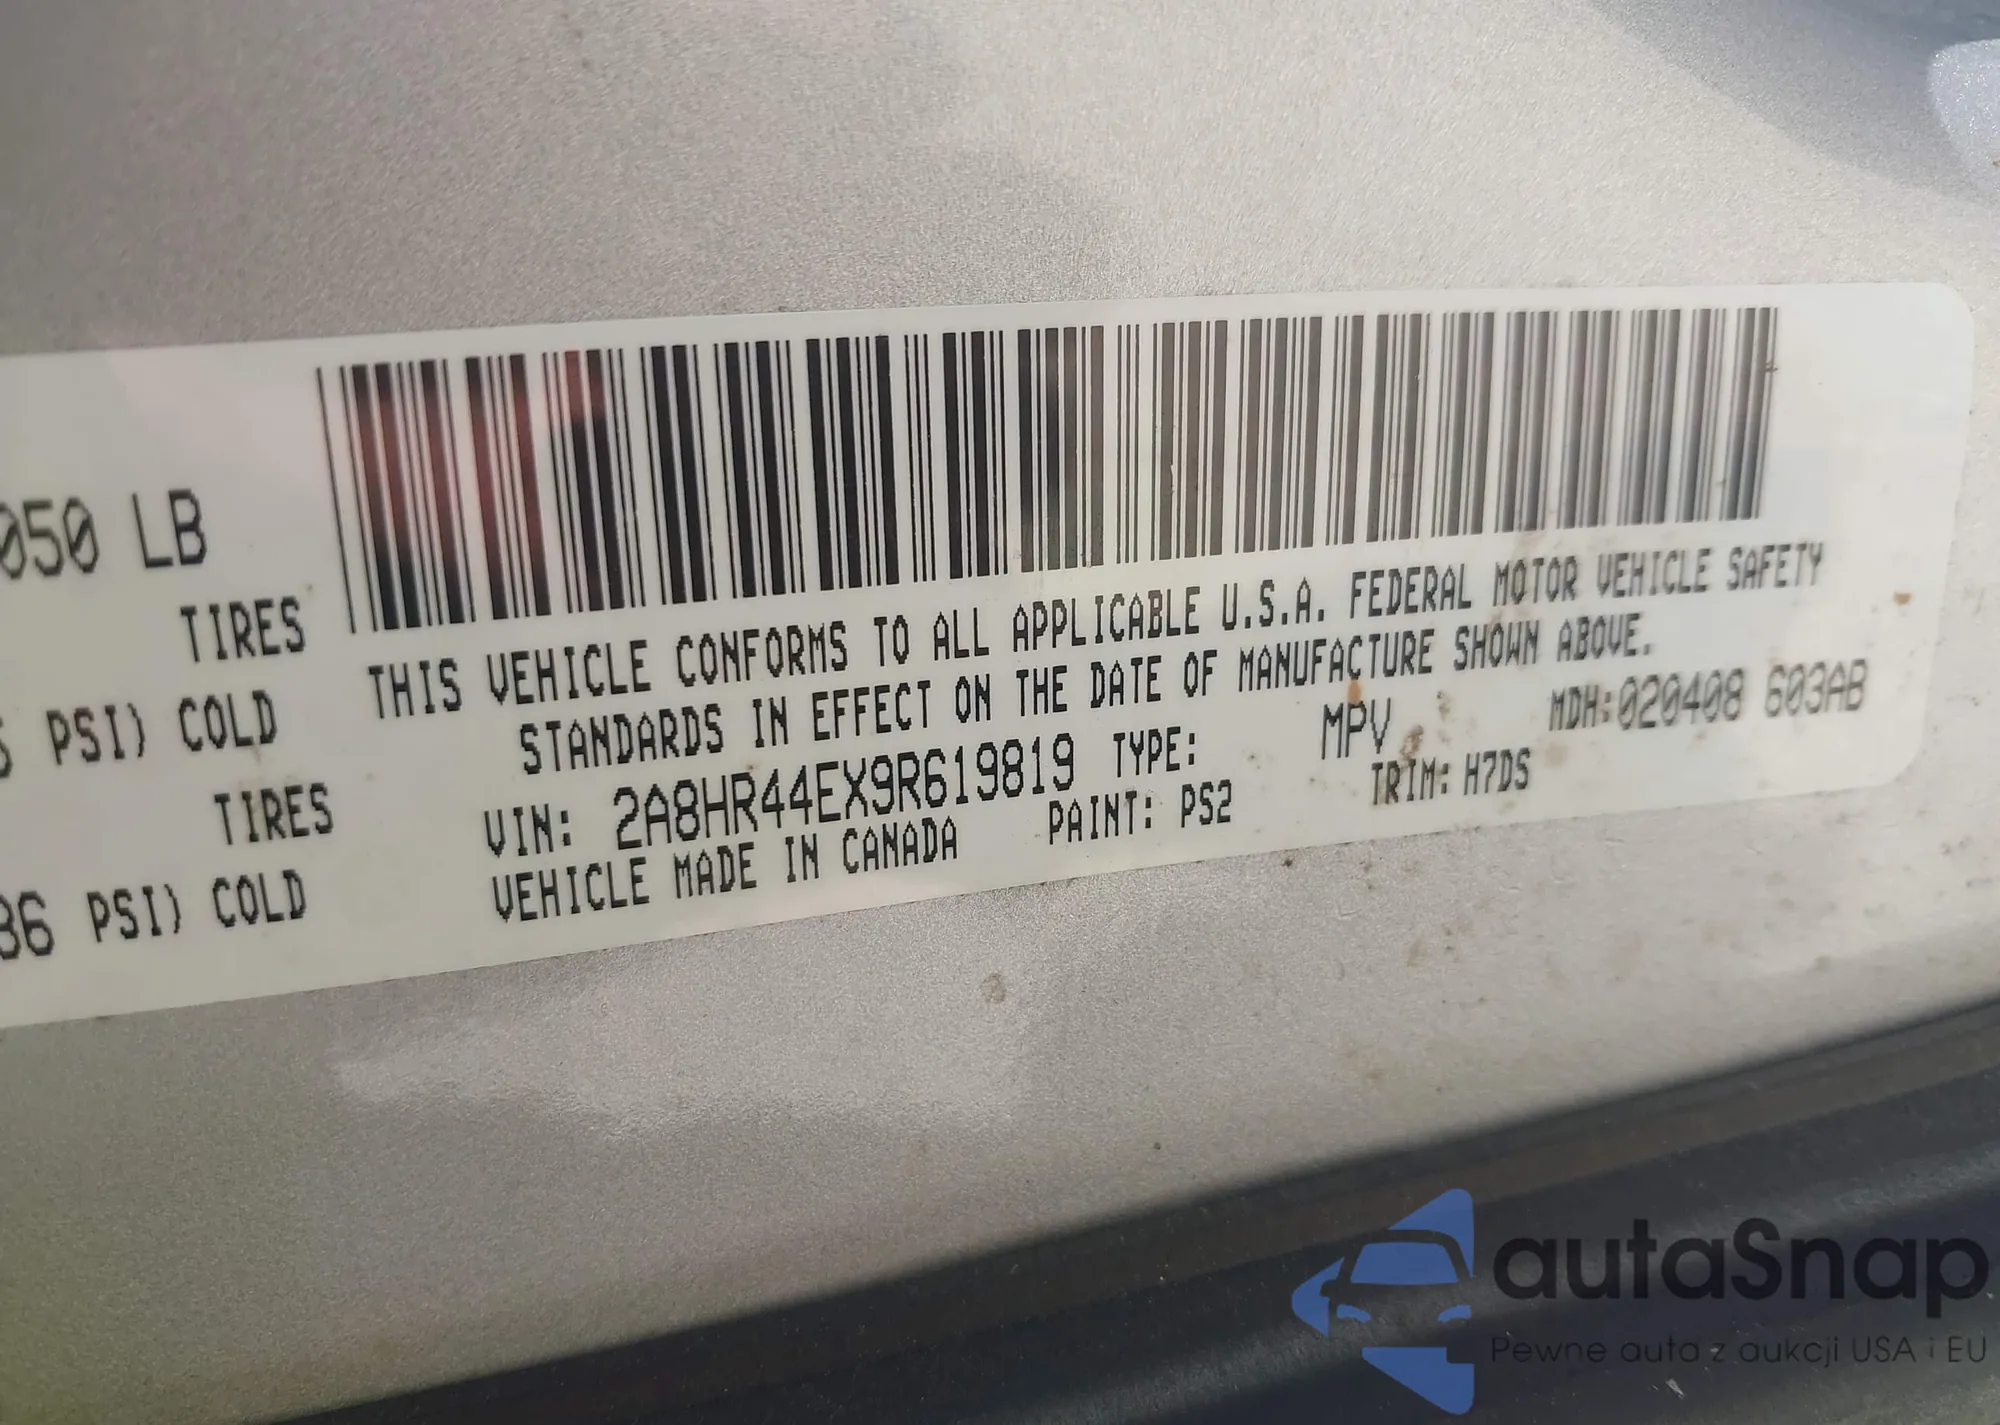 050 LB
TIRES
PSI) COLD
TIRES
36 PSI) COLD
THIS VEHICLE CONFORMS TO ALL APPLICABLE U.S.A. FEDERAL MOTOR VEHICLE SAFETY
STANDARDS IN EFFECT ON THE DATE OF MANUFACTURE SHOWN ABOVE.
VIN: 2A8HR44EX9R619819 TYPE: MPV MDH:020408 603AB
VEHICLE MADE IN CANADA PAINT: PS2 TRIM: H7DS
autaSnap
Pewne auta z aukcji USA i EU